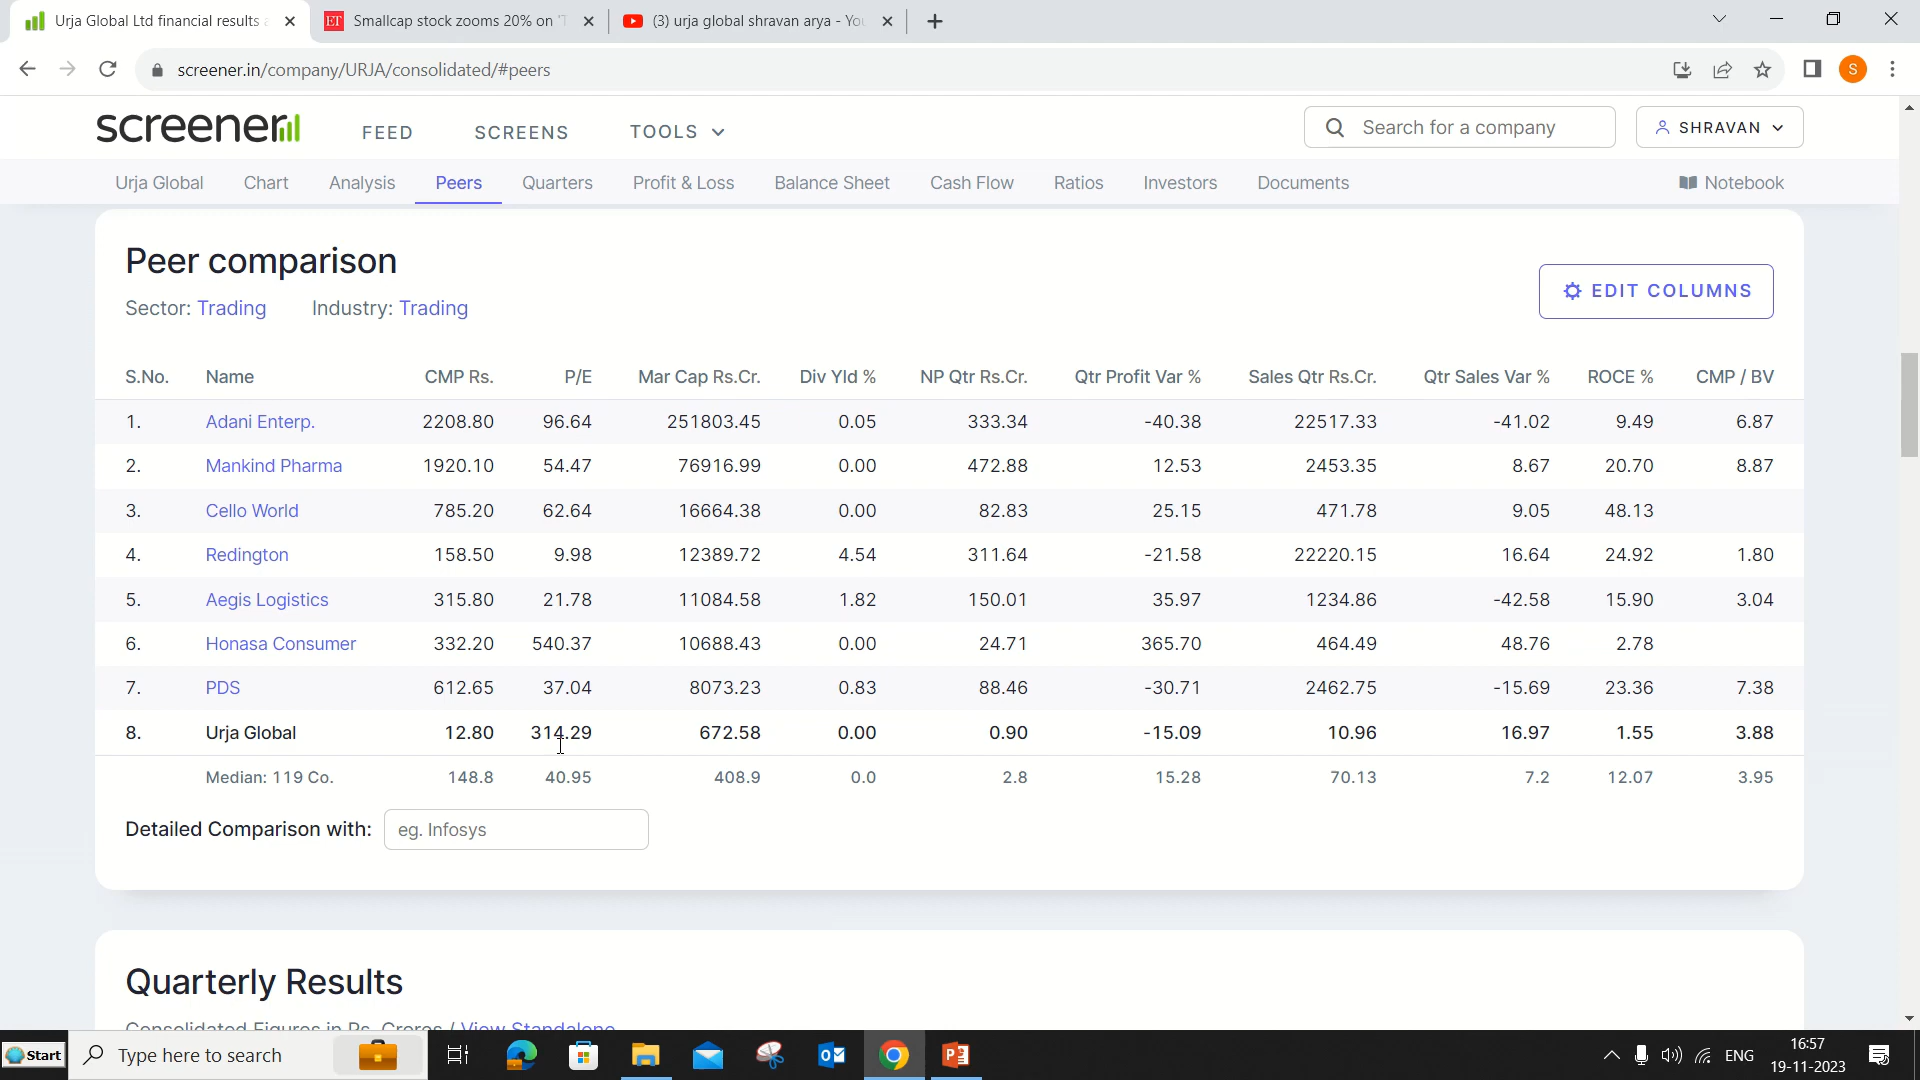 Urja Global Ltd financial results a
ET Smallcap stock zooms 20% on 'T
(3) urja global shravan arya - You
screener.in/company/URJA/consolidated/#peers
S
screener
FEED SCREENS TOOLS
Search for a company
SHRAVAN
Urja Global Chart Analysis Peers Quarters Profit & Loss Balance Sheet Cash Flow Ratios Investors Documents Notebook
Peer comparison
Sector: Trading Industry: Trading
EDIT COLUMNS
S.No. Name CMP Rs. P/E Mar Cap Rs.Cr. Div Yld % NP Qtr Rs.Cr. Qtr Profit Var % Sales Qtr Rs.Cr. Qtr Sales Var % ROCE % CMP / BV
1. Adani Enterp. 2208.80 96.64 251803.45 0.05 333.34 -40.38 22517.33 -41.02 9.49 6.87
2. Mankind Pharma 1920.10 54.47 76916.99 0.00 472.88 12.53 2453.35 8.67 20.70 8.87
3. Cello World 785.20 62.64 16664.38 0.00 82.83 25.15 471.78 9.05 48.13
4. Redington 158.50 9.98 12389.72 4.54 311.64 -21.58 22220.15 16.64 24.92 1.80
5. Aegis Logistics 315.80 21.78 11084.58 1.82 150.01 35.97 1234.86 -42.58 15.90 3.04
6. Honasa Consumer 332.20 540.37 10688.43 0.00 24.71 365.70 464.49 48.76 2.78
7. PDS 612.65 37.04 8073.23 0.83 88.46 -30.71 2462.75 -15.69 23.36 7.38
8. Urja Global 12.80 314.29 672.58 0.00 0.90 -15.09 10.96 16.97 1.55 3.88
Median: 119 Co. 148.8 40.95 408.9 0.0 2.8 15.28 70.13 7.2 12.07 3.95
Detailed Comparison with: eg. Infosys
Quarterly Results
Consolidated Figures in Rs. Crores / View Standalone
Start
Type here to search
ENG
16:57
19-11-2023